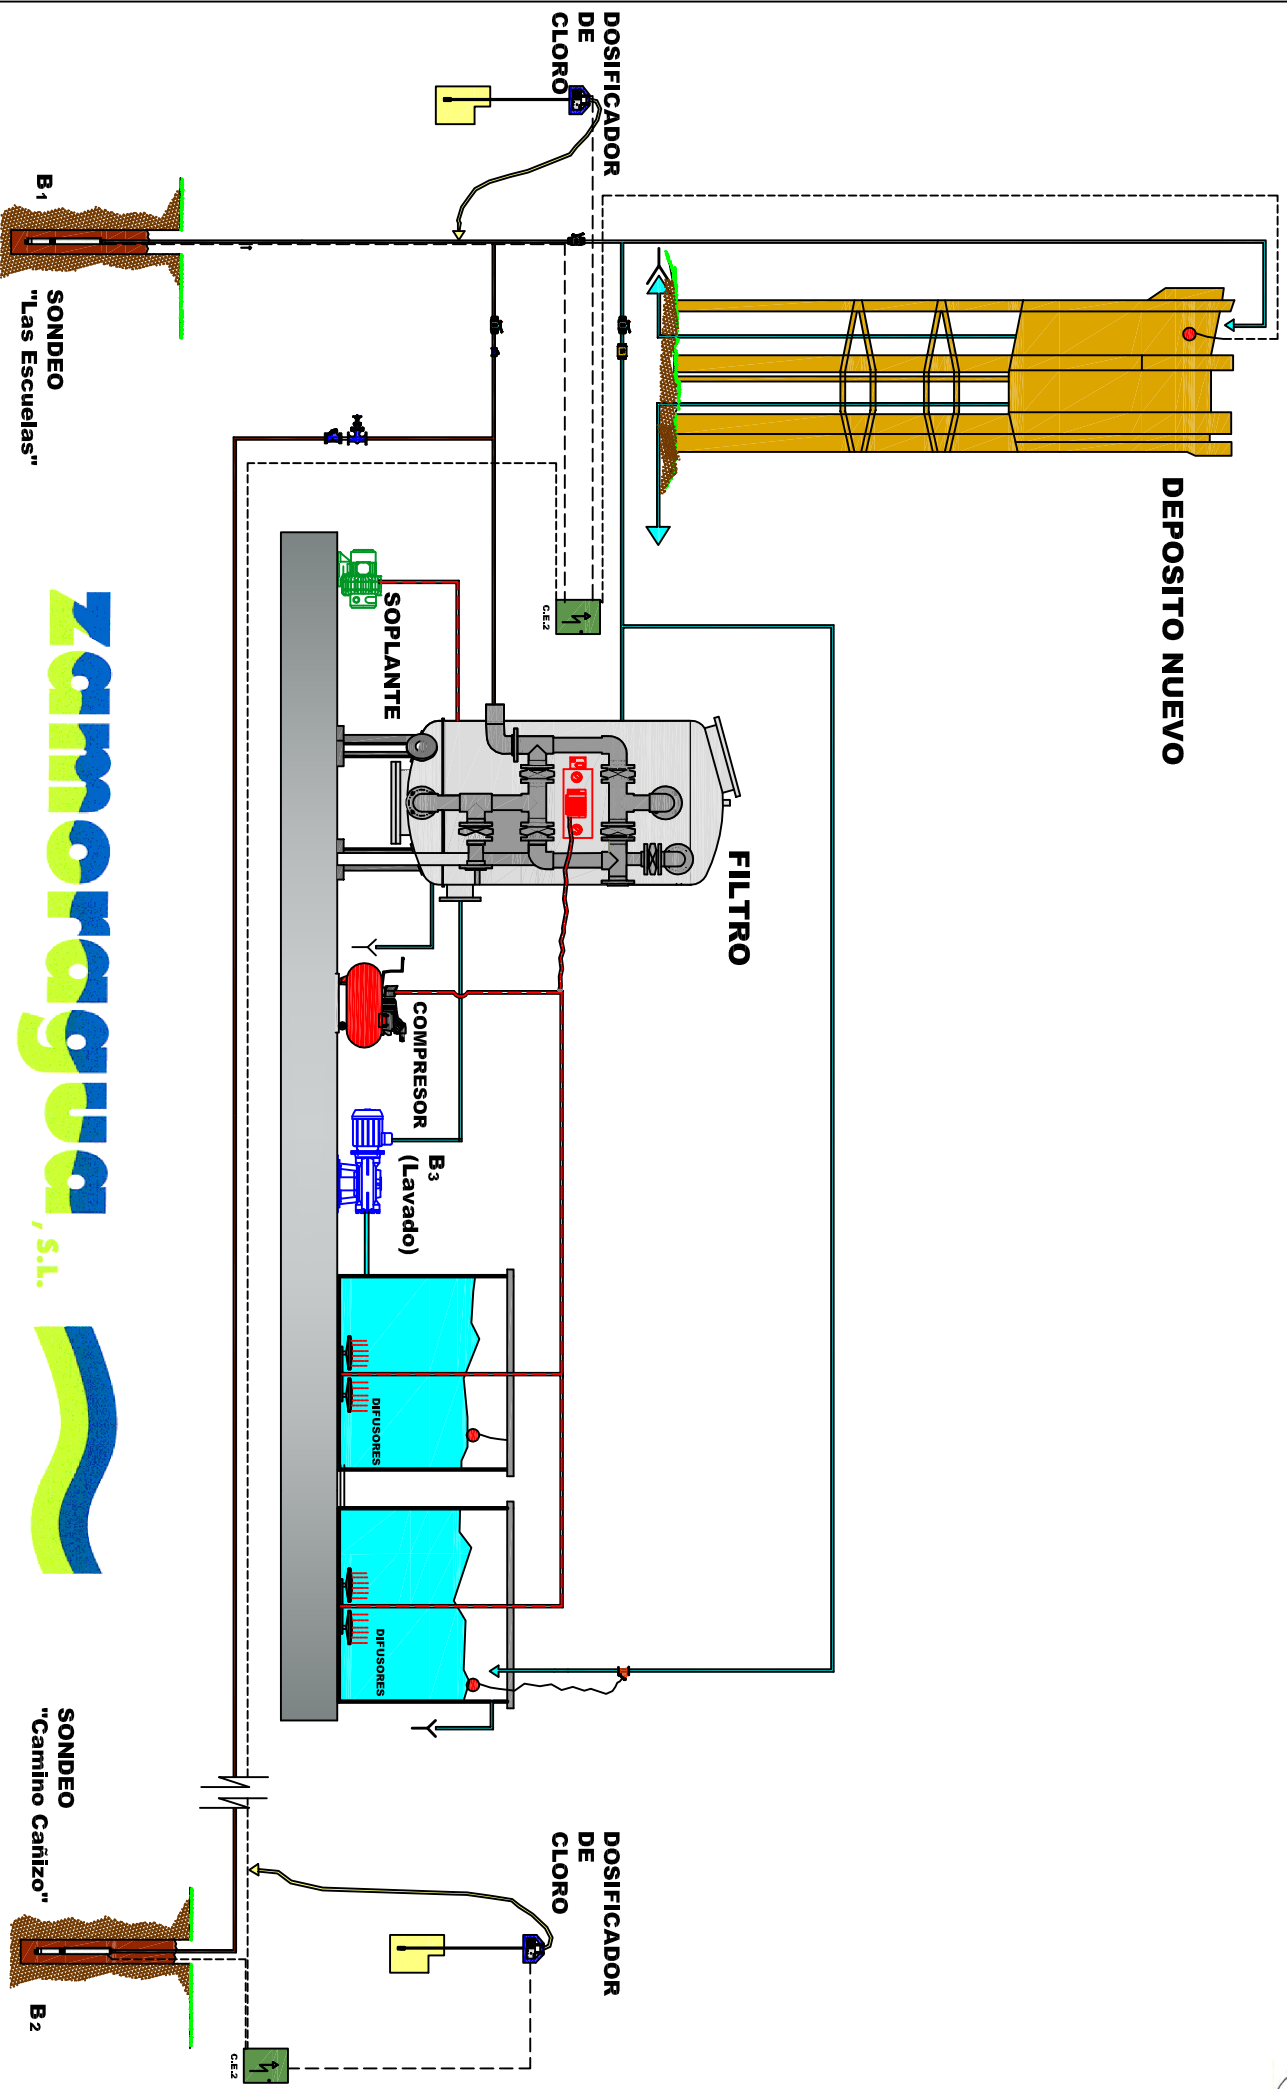 DEPOSITO NUEVO
DOSIFICADOR
DE
CLORO
C.E.2
FILTRO
SOPLANTE
COMPRESOR
B3
(Lavado)
DIFUSORES
DIFUSORES
DOSIFICADOR
DE
CLORO
B1
SONDEO
"Las Escuelas"
zamoragua
, S.L.
SONDEO
"Camino Cañizo"
B2
C.E.2